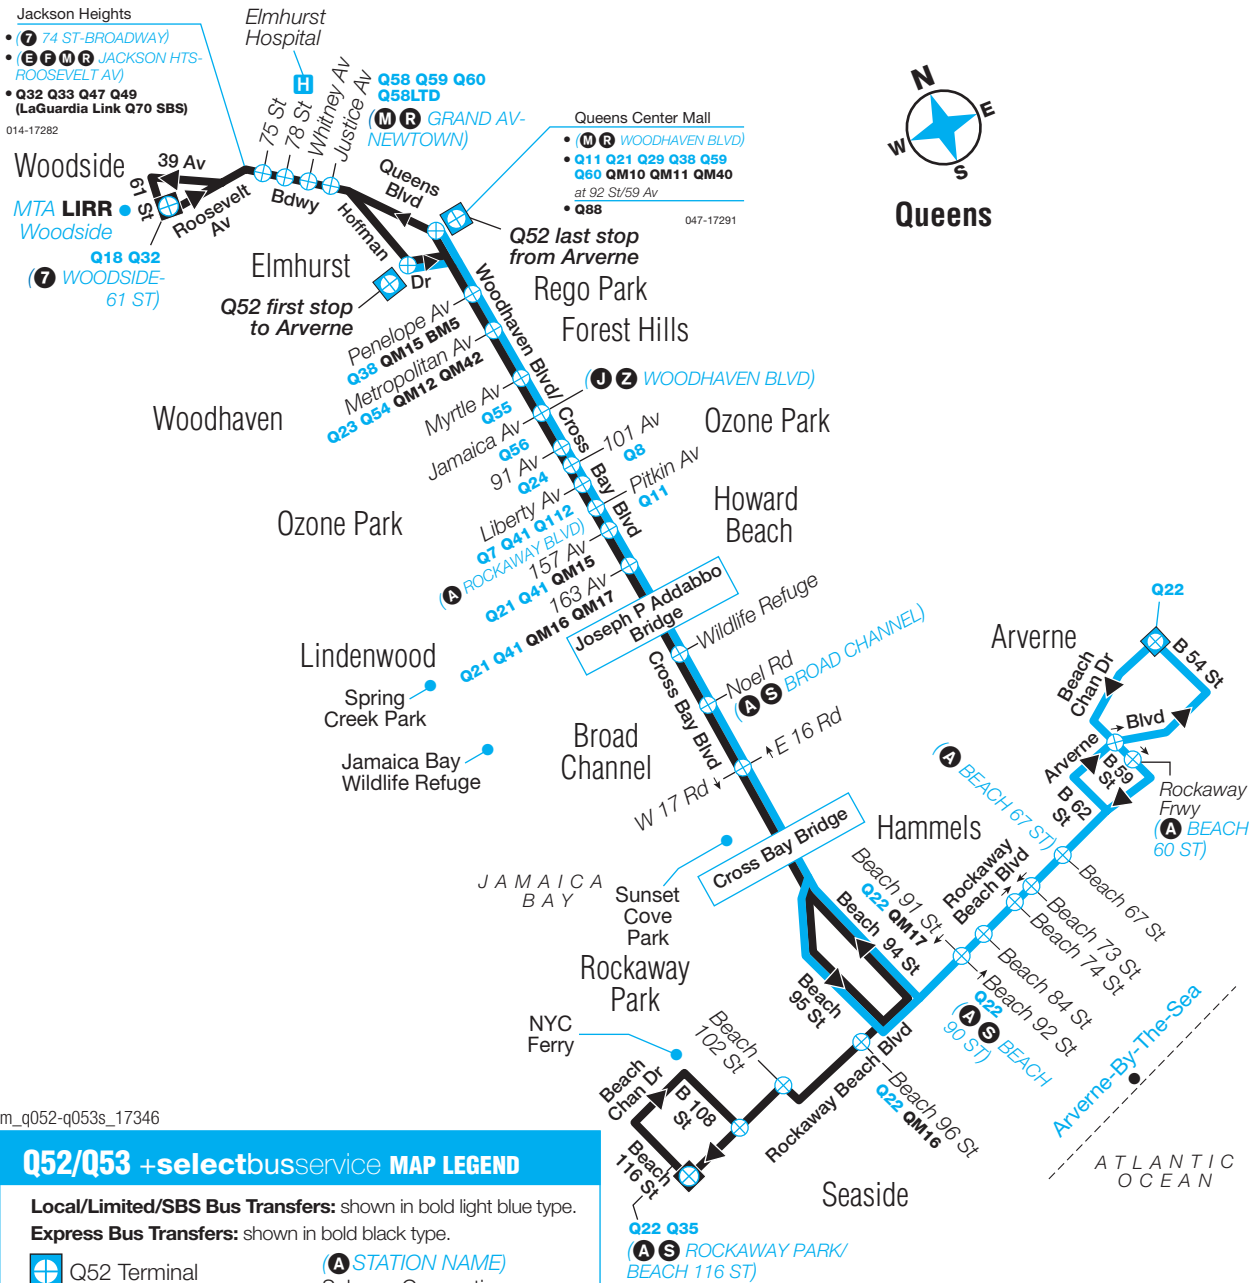 Jackson Heights
• (7 74 ST-BROADWAY)
• (E F M R JACKSON HTS-
ROOSEVELT AV)
• Q32 Q33 Q47 Q49
(LaGuardia Link Q70 SBS)
014-17282
Elmhurst
Hospital
H
75 St
78 St
Whitney Av
Justice Av
Q58 Q59 Q60
Q58LTD
(M R GRAND AV-
NEWTOWN)
Queens Center Mall
• (M R WOODHAVEN BLVD)
• Q11 Q21 Q29 Q38 Q59
Q60 QM10 QM11 QM40
at 92 St/59 Av
• Q88
047-17291
N
E
W
S
Queens
Woodside
39 Av
61 St
Roosevelt
Av
Bdwy
MTA LIRR
Woodside
Q18 Q32
(7 WOODSIDE-
61 ST)
Hoffman
Dr
Queens
Blvd
Elmhurst
Q52 last stop
from Arverne
Q52 first stop
to Arverne
Rego Park
Forest Hills
Woodhaven Blvd/
Cross
Bay
Blvd
Penelope Av
Q38 QM15 BM5
Metropolitan Av
Q23 Q54 QM12 QM42
Myrtle Av
Q55
(J Z WOODHAVEN BLVD)
Woodhaven
Jamaica Av
Q56
91 Av
Q24
101 Av
Q8
Ozone Park
Pitkin Av
Q11
Liberty Av
Q7 Q41 Q112
(A ROCKAWAY BLVD)
Ozone Park
Howard
Beach
157 Av
Q21 Q41 QM15
163 Av
Q21 Q41 QM16 QM17
Joseph P Addabbo
Bridge
Lindenwood
Spring
Creek Park
Jamaica Bay
Wildlife Refuge
Wildlife Refuge
Cross Bay Blvd
Noel Rd
(A S BROAD CHANNEL)
Broad
Channel
E 16 Rd
W 17 Rd
Cross Bay Bridge
Hammels
JAMAICA
BAY
Sunset
Cove
Park
Q22
Arverne
B 54 St
Beach
Chan Dr
Arverne
Blvd
B 59
St
B 62
St
Rockaway
Frwy
(A BEACH
60 ST)
(A BEACH 67 ST)
Beach 67 St
Rockaway
Beach Blvd
Beach 73 St
Beach 74 St
Beach 84 St
Beach 91 St
Q22 QM17
Beach 92 St
Q22
(A S BEACH
90 ST)
Beach 94 St
Beach
95 St
Rockaway
Park
NYC
Ferry
Beach
102 St
Rockaway Beach Blvd
Beach 96 St
Q22 QM16
Beach
Chan Dr
B 108
St
Beach
116 St
Q22 Q35
(A S ROCKAWAY PARK/
BEACH 116 ST)
Seaside
Arverne-By-The-Sea
ATLANTIC
OCEAN
m_q052-q053s_17346
Q52/Q53 +selectbusservice MAP LEGEND
Local/Limited/SBS Bus Transfers: shown in bold light blue type.
Express Bus Transfers: shown in bold black type.
Q52 Terminal
(A STATION NAME)